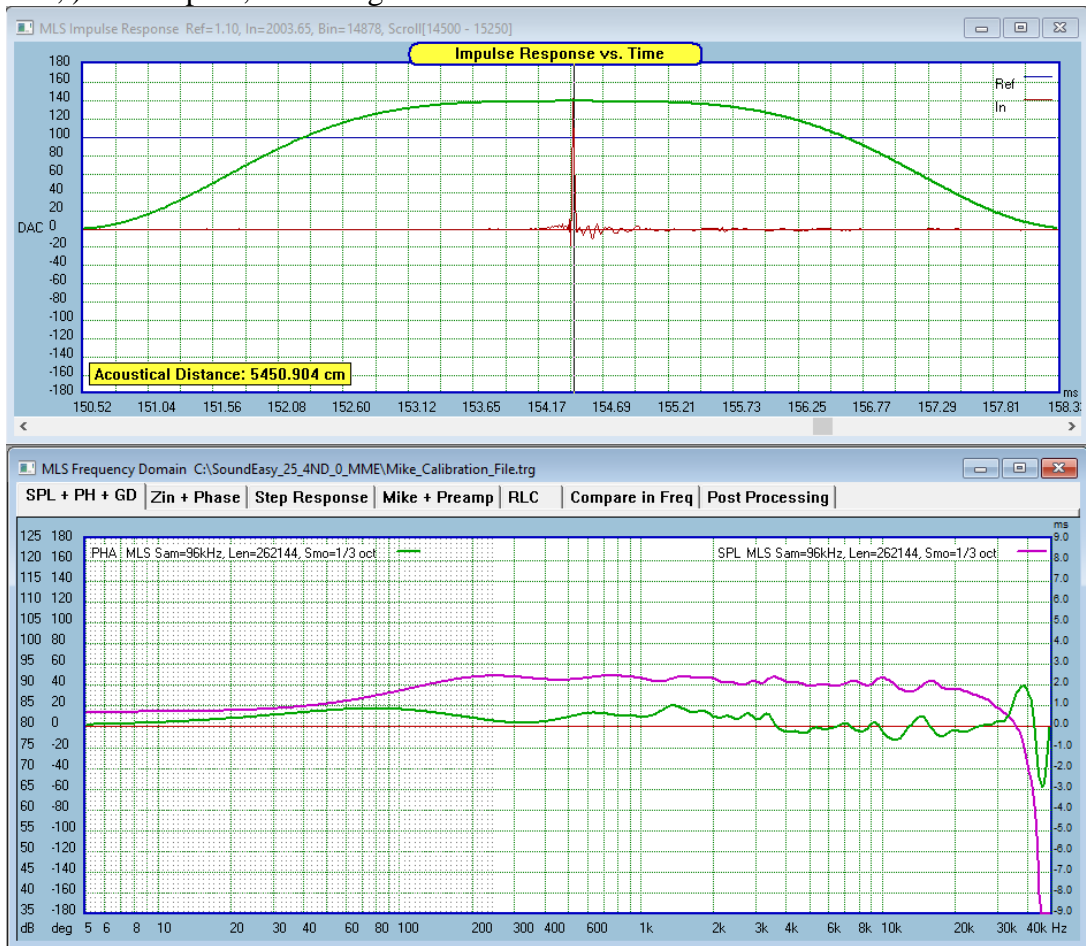 MLS Impulse Response Ref=1.10, In=2003.65, Bin=14878, Scroll[14500 - 15250]
Impulse Response vs. Time
180
160
140
120
100
80
60
40
20
DAC 0
-20
-40
-60
-80
-100
-120
-140
-160
-180
Ref
In
Acoustical Distance: 5450.904 cm
ms
150.52 151.04 151.56 152.08 152.60 153.12 153.65 154.17 154.69 155.21 155.73 156.25 156.77 157.29 157.81 158.3
MLS Frequency Domain C:\SoundEasy_25_4ND_0_MME\Mike_Calibration_File.trg
SPL + PH + GD Zin + Phase Step Response Mike + Preamp RLC Compare in Freq Post Processing
ms
125 180 9.0
PHA MLS Sam=96kHz, Len=262144, Smo=1/3 oct SPL MLS Sam=96kHz, Len=262144, Smo=1/3 oct
120 160 8.0
115 140 7.0
110 120 6.0
105 100 5.0
100 80 4.0
95 60 3.0
90 40 2.0
85 20 1.0
80 0 0.0
75 -20 -1.0
70 -40 -2.0
65 -60 -3.0
60 -80 -4.0
55 -100 -5.0
50 -120 -6.0
45 -140 -7.0
40 -160 -8.0
35 -180 -9.0
dB deg 5 6 8 10 20 30 40 60 80 100 200 300 400 600 1k 2k 3k 4k 6k 8k 10k 20k 30k 40k Hz